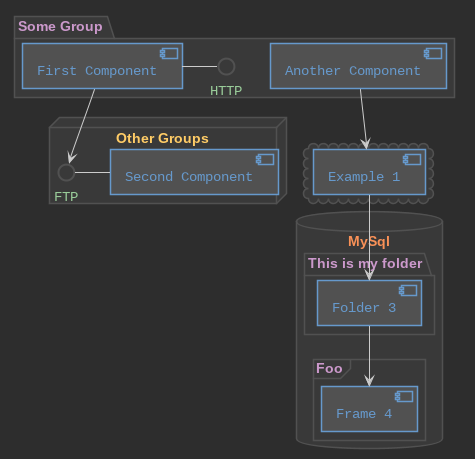 Some Group
First Component
HTTP
Another Component
Other Groups
FTP
Second Component
Example 1
MySql
This is my folder
Folder 3
Foo
Frame 4